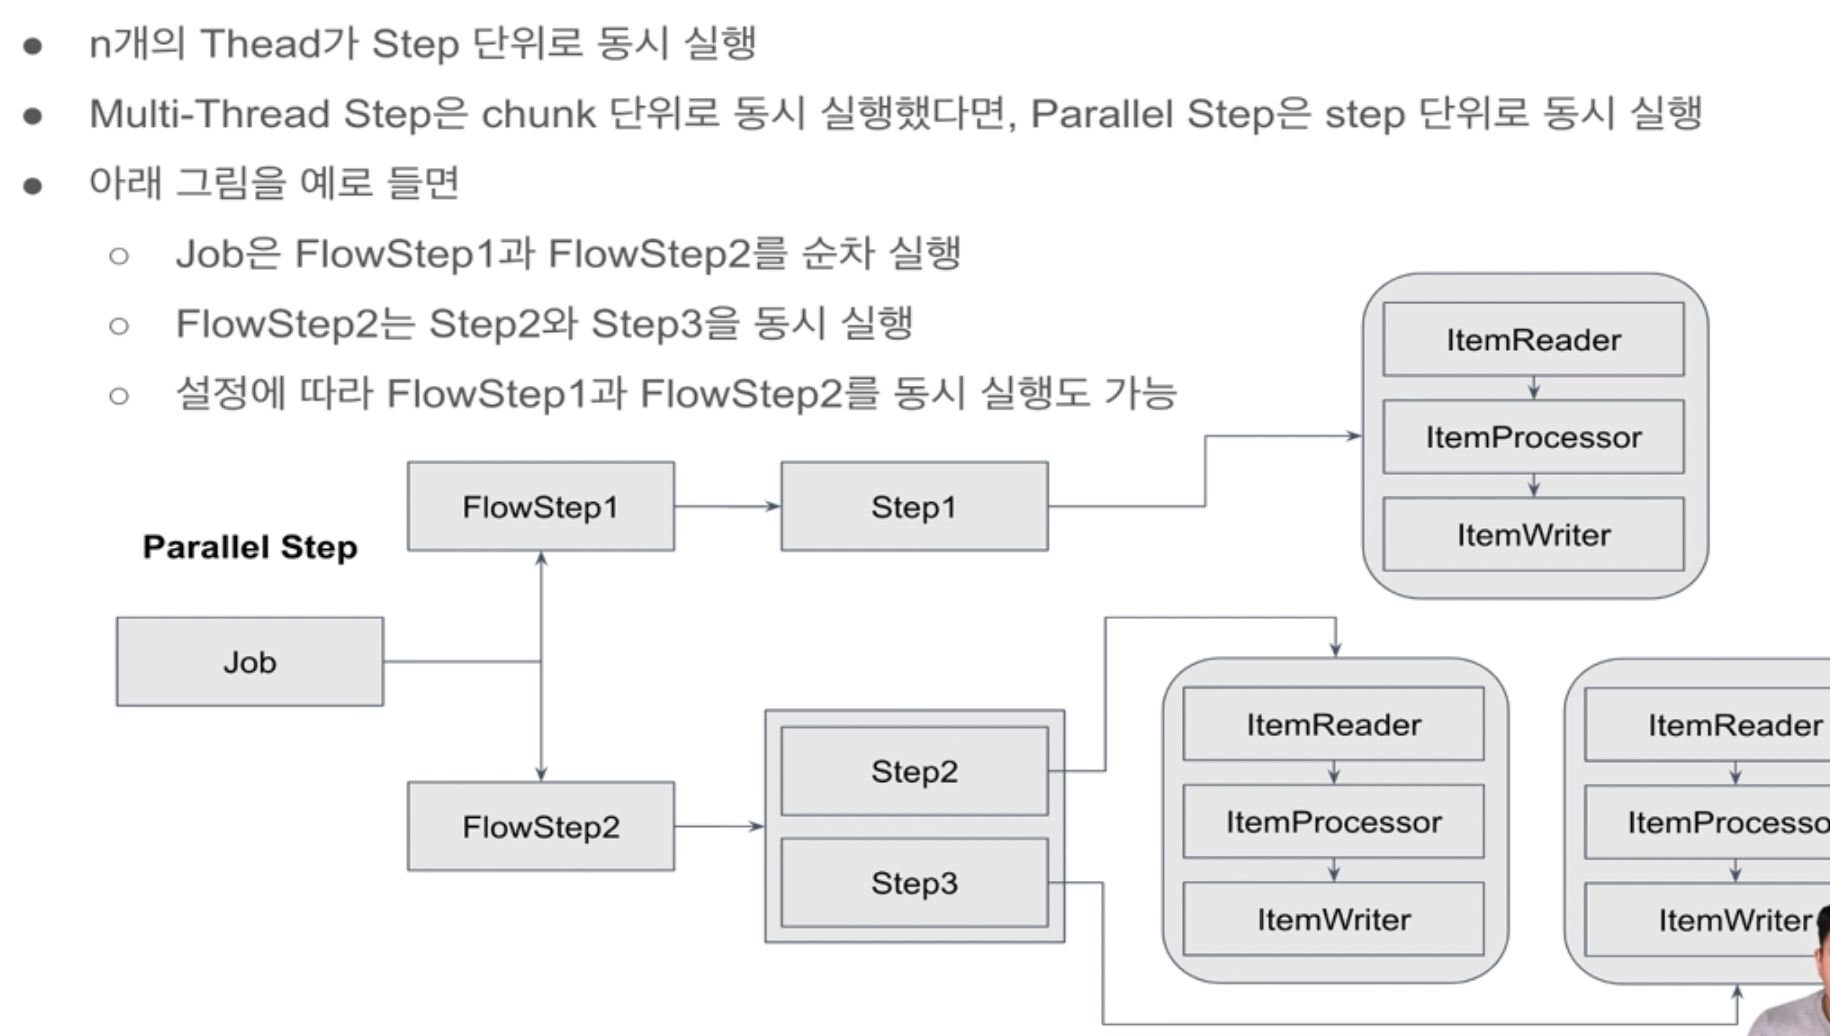 ● n개의 Thead가 Step 단위로 동시 실행
● Multi-Thread Step은 chunk 단위로 동시 실행했다면, Parallel Step은 step 단위로 동시 실행
● 아래 그림을 예로 들면
○ Job은 FlowStep1과 FlowStep2를 순차 실행
○ FlowStep2는 Step2와 Step3을 동시 실행
○ 설정에 따라 FlowStep1과 FlowStep2를 동시 실행도 가능
ItemReader
ItemProcessor
ItemWriter
FlowStep1
Step1
Parallel Step
Job
FlowStep2
Step2
Step3
ItemReader
ItemProcessor
ItemWriter
ItemReader
ItemProcesso
ItemWriter